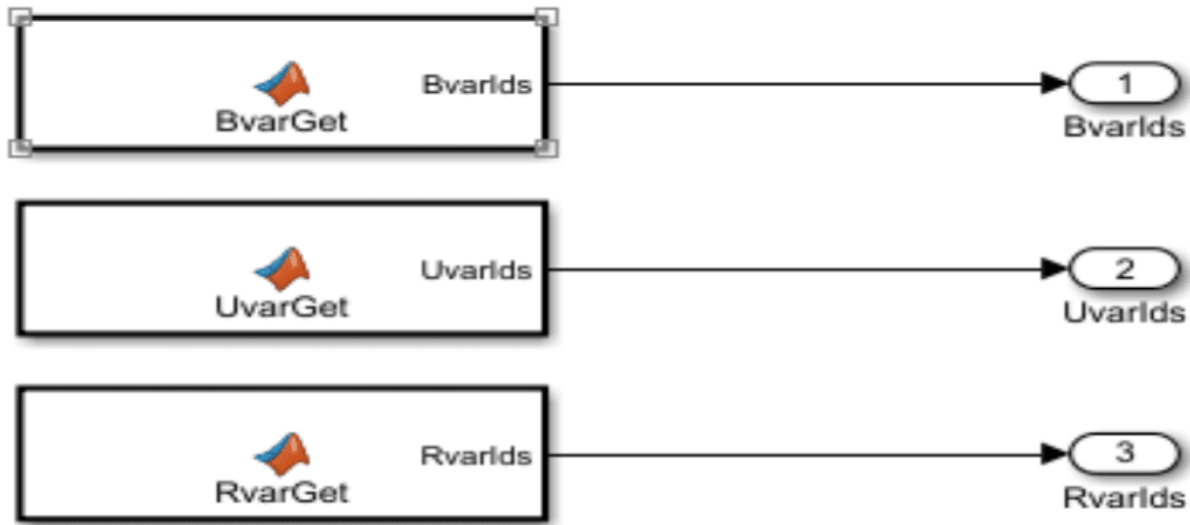 BvarIds
BvarGet
1
BvarIds
UvarIds
UvarGet
2
UvarIds
RvarIds
RvarGet
3
RvarIds